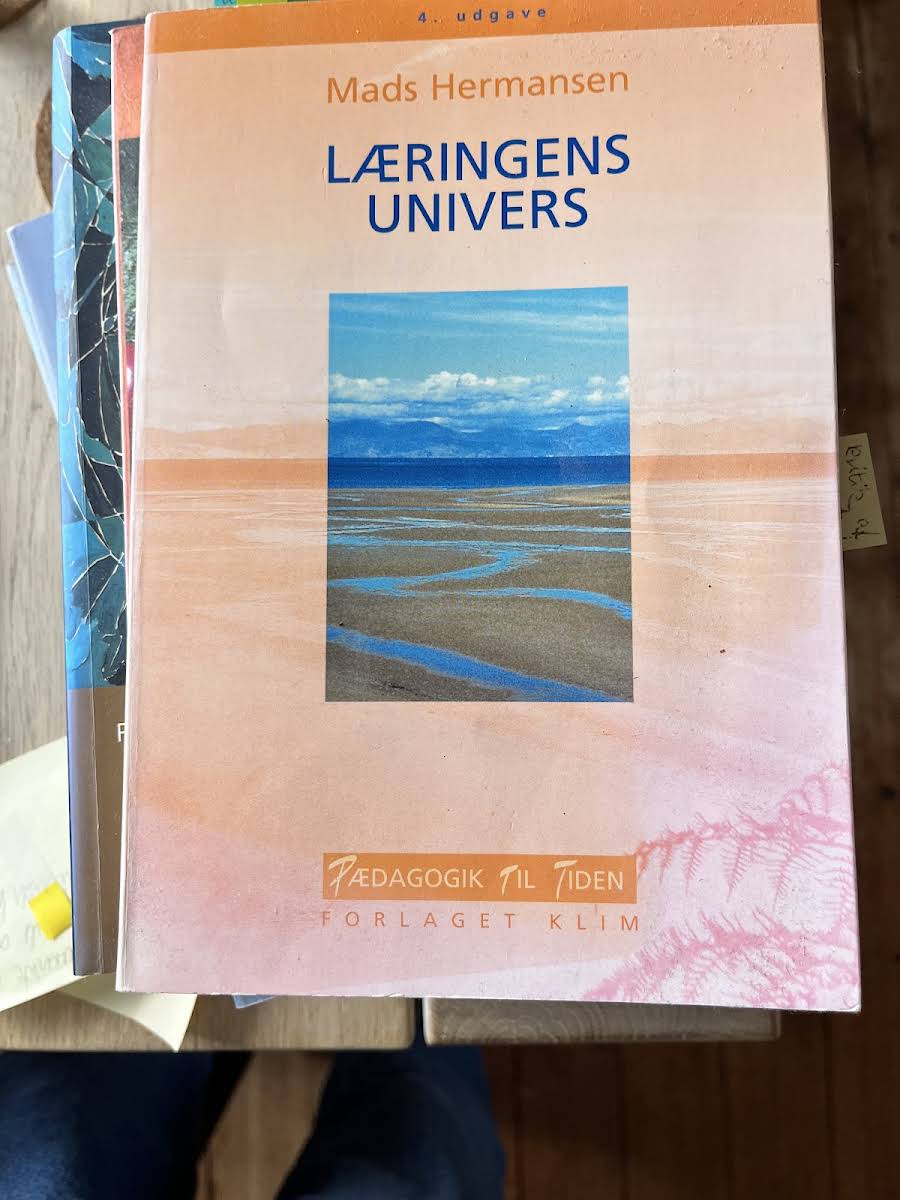 4. udgave
Mads Hermansen
LÆRINGENS
UNIVERS
PÆDAGOGIK TIL TIDEN
FORLAGET KLIM